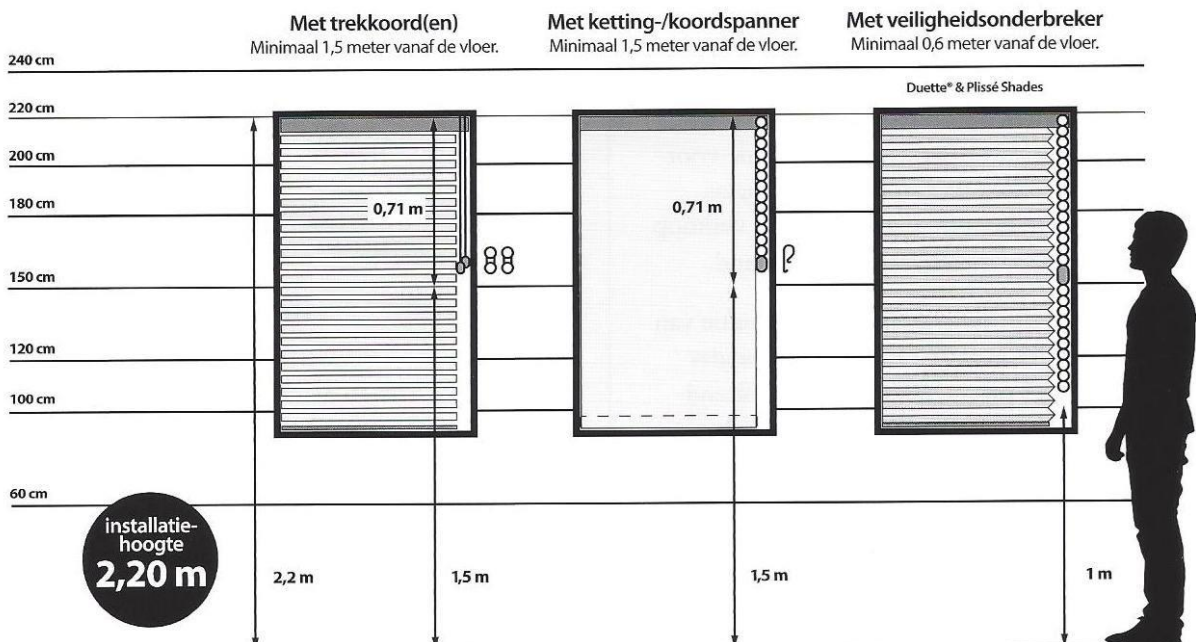 Met trekkoord(en)
Minimaal 1,5 meter vanaf de vloer.
Met ketting-/koordspanner
Minimaal 1,5 meter vanaf de vloer.
Met veiligheidsonderbreker
Minimaal 0,6 meter vanaf de vloer.
240 cm
Duette® & Plissé Shades
220 cm
200 cm
180 cm
0,71 m
0,71 m
150 cm
120 cm
100 cm
60 cm
installatie-
hoogte
2,20 m
2,2 m
1,5 m
1,5 m
1 m